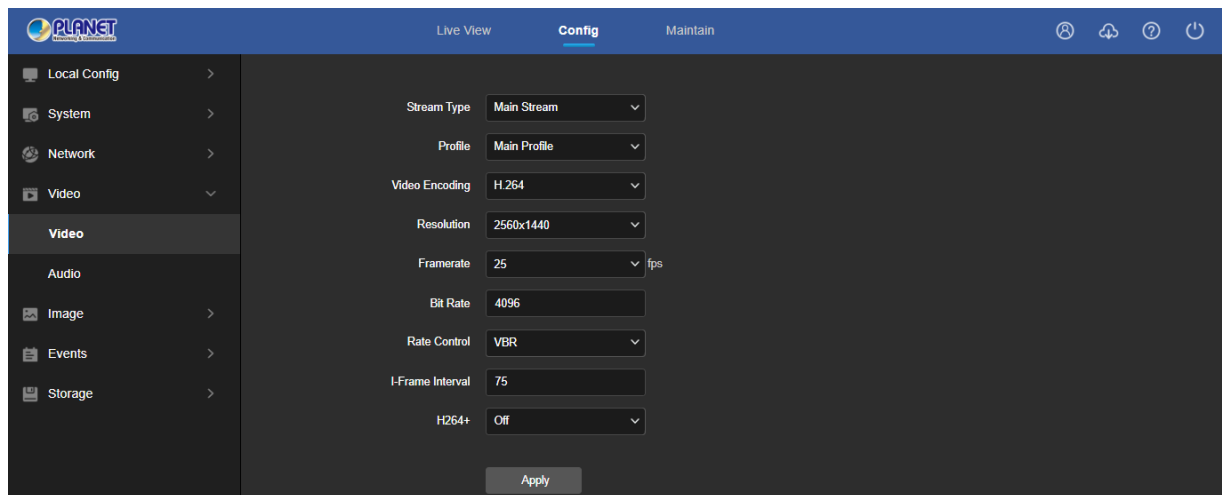 PLANET
Networking & Communication
Live View Config Maintain
Local Config
System
Network
Video
Video
Audio
Image
Events
Storage
Stream Type Main Stream
Profile Main Profile
Video Encoding H.264
Resolution 2560x1440
Framerate 25 fps
Bit Rate 4096
Rate Control VBR
I-Frame Interval 75
H264+ Off
Apply